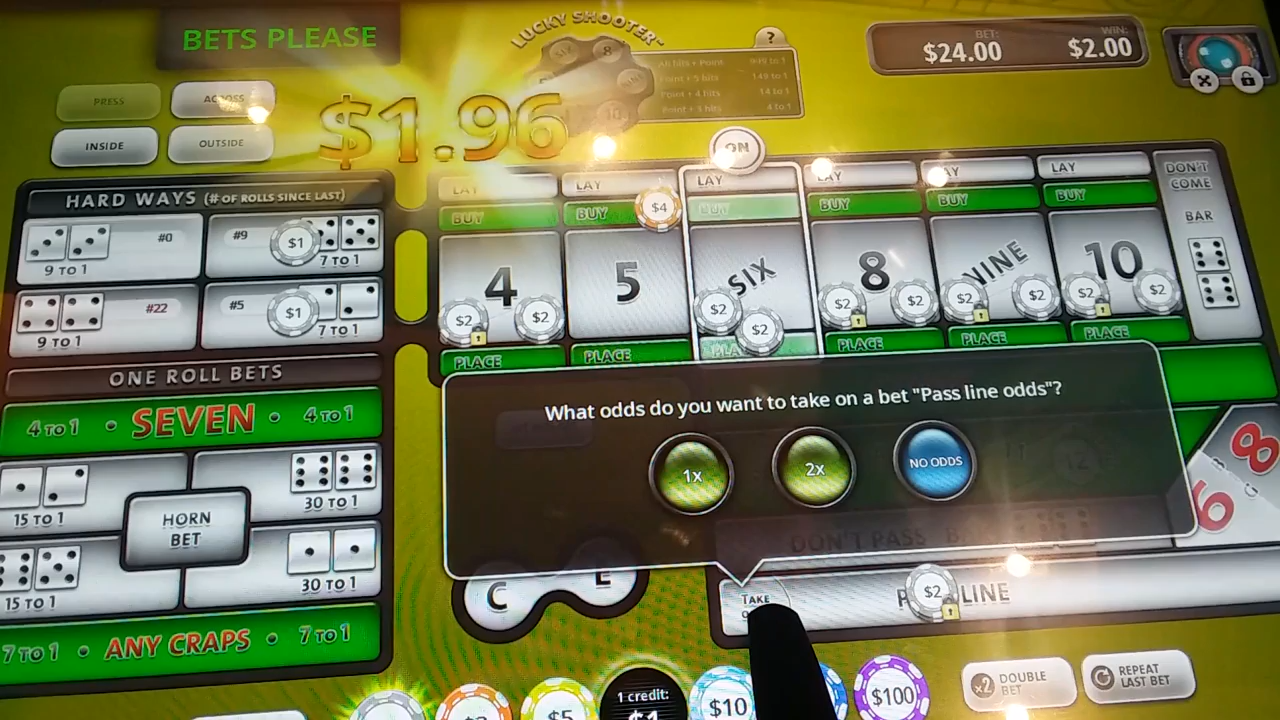 BETS PLEASE
LUCKY SHOOTER™
?
All hits + Point 999 to 1
Point + 5 hits 149 to 1
Point + 4 hits 14 to 1
Point + 3 hits 4 to 1
BET:
$24.00
WIN:
$2.00
PRESS
ACROSS
INSIDE
OUTSIDE
$1.96
ON
HARD WAYS (# OF ROLLS SINCE LAST)
#0
9 TO 1
#9
$1
7 TO 1
#22
9 TO 1
#5
$1
7 TO 1
LAY LAY LAY LAY LAY LAY
BUY BUY BUY BUY BUY BUY
$4
4 5 SIX 8 NINE 10
$2 $2 $2 $2 $2 $2 $2 $2 $2 $2
PLACE PLACE PLACE PLACE PLACE
DON'T
COME
BAR
ONE ROLL BETS
4 TO 1 • SEVEN • 4 TO 1
15 TO 1
30 TO 1
HORN
BET
15 TO 1
30 TO 1
7 TO 1 • ANY CRAPS • 7 TO 1
What odds do you want to take on a bet "Pass line odds"?
1x
2x
NO ODDS
8
6
DON'T PASS
C E
TAKE
$2
LINE
$5
1 credit:
$1
$10
$100
x2 DOUBLE
BET
REPEAT
LAST BET